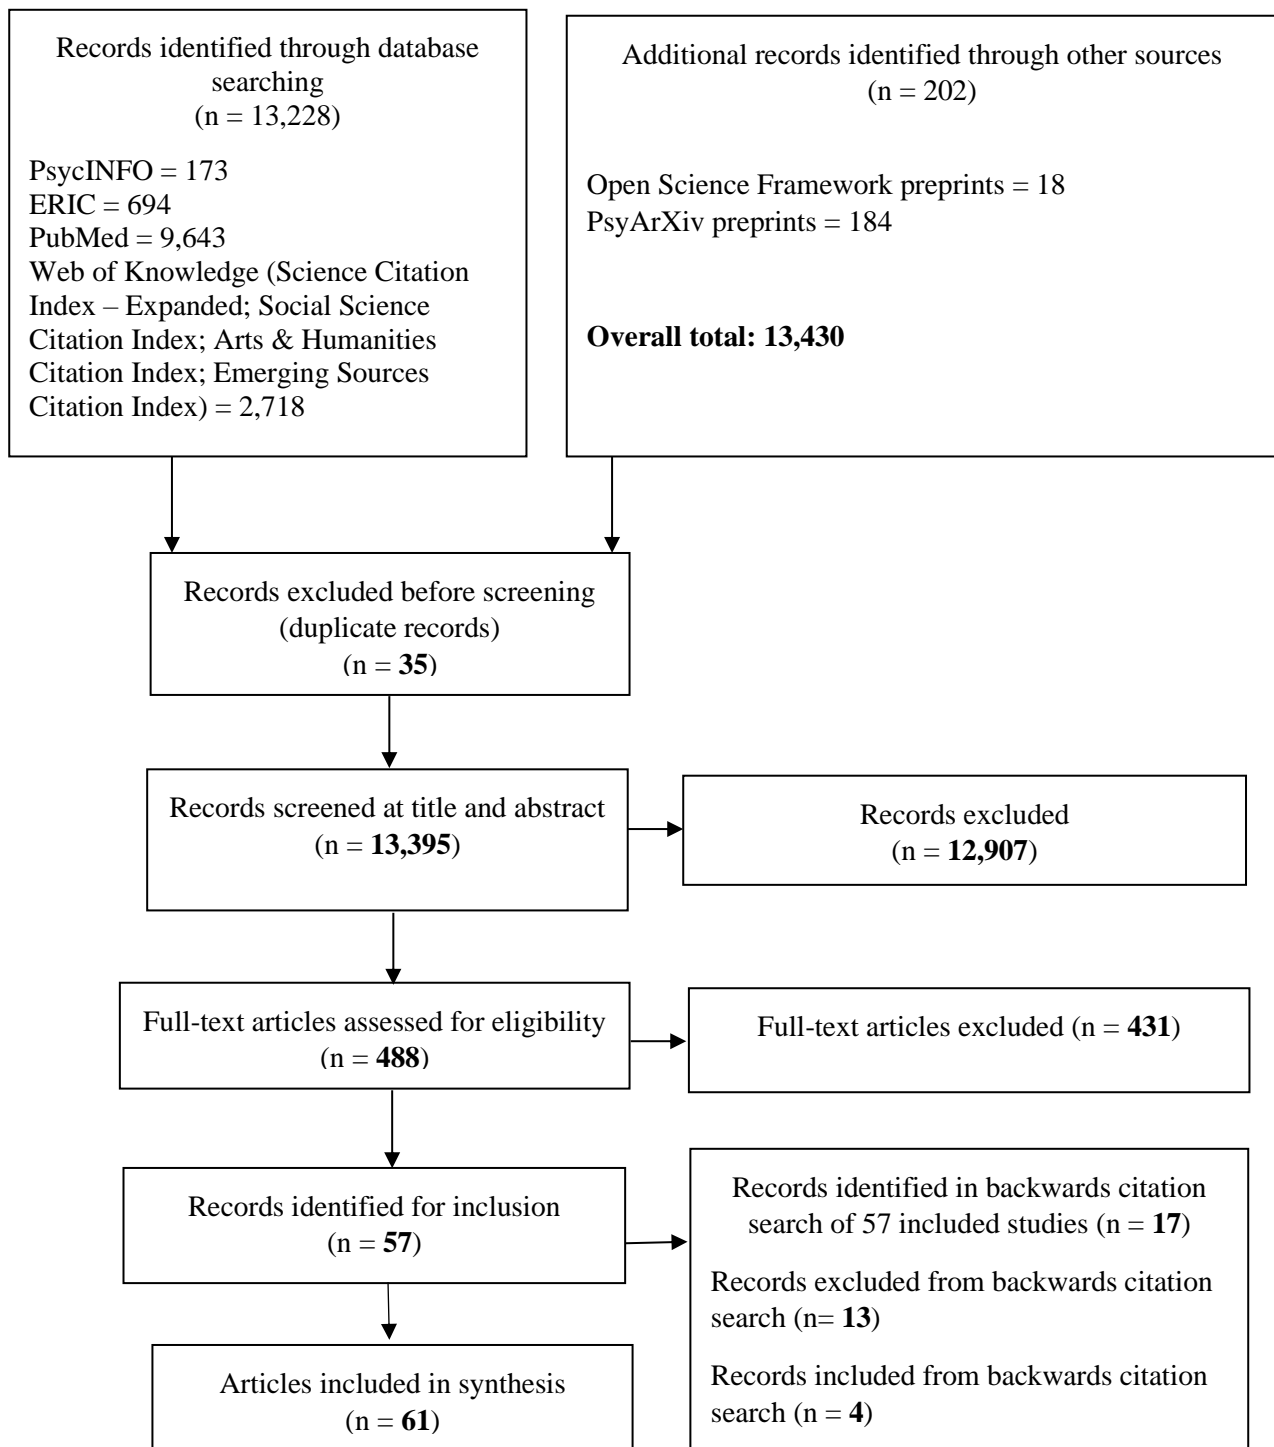 Records identified through database
searching
(n = 13,228)
PsycINFO = 173
ERIC = 694
PubMed = 9,643
Web of Knowledge (Science Citation
Index – Expanded; Social Science
Citation Index; Arts & Humanities
Citation Index; Emerging Sources
Citation Index) = 2,718
Additional records identified through other sources
(n = 202)
Open Science Framework preprints = 18
PsyArXiv preprints = 184
Overall total: 13,430
Records excluded before screening
(duplicate records)
(n = 35)
Records screened at title and abstract
(n = 13,395)
Records excluded
(n = 12,907)
Full-text articles assessed for eligibility
(n = 488)
Full-text articles excluded (n = 431)
Records identified for inclusion
(n = 57)
Records identified in backwards citation
search of 57 included studies (n = 17)
Records excluded from backwards citation
search (n= 13)
Records included from backwards citation
search (n = 4)
Articles included in synthesis
(n = 61)